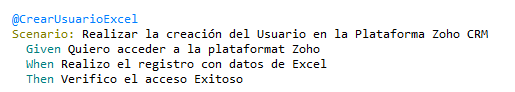 @CrearUsuarioExcel
Scenario: Realizar la creación del Usuario en la Plataforma Zoho CRM
Given Quiero acceder a la plataformat Zoho
When Realizo el registro con datos de Excel
Then Verifico el acceso Exitoso